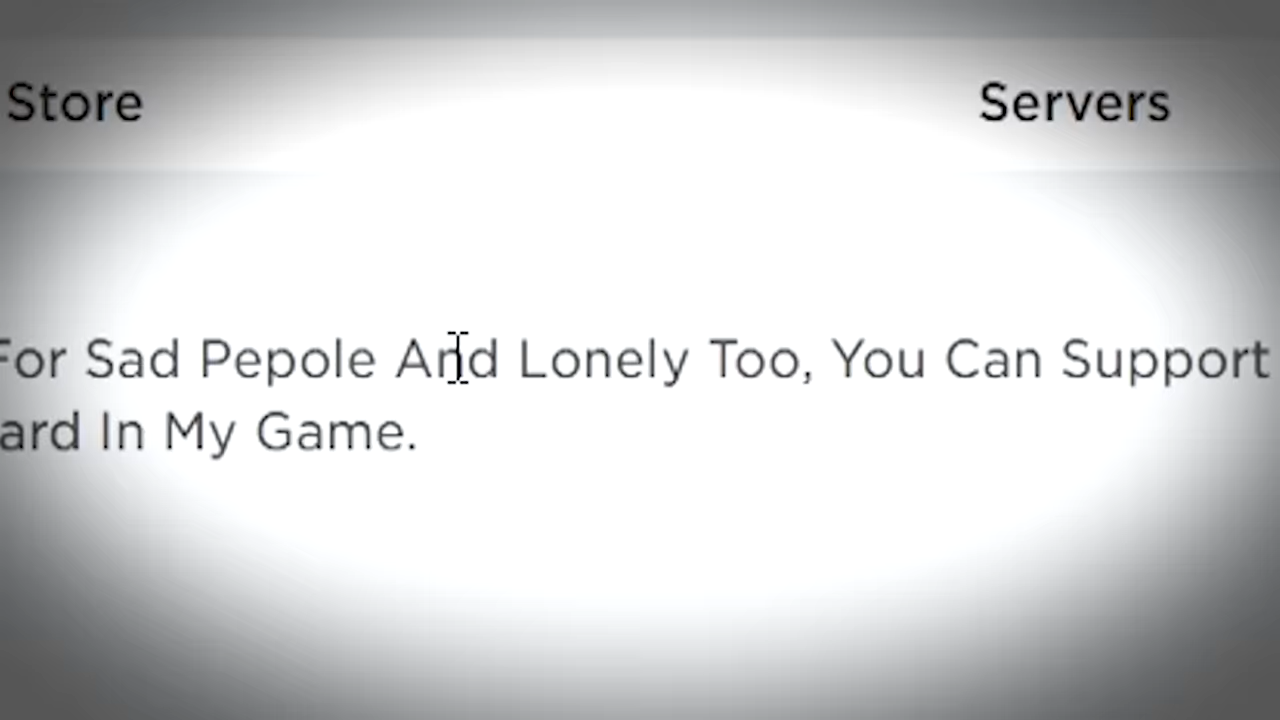 Store Servers
For Sad Pepole And Lonely Too, You Can Support
ard In My Game.